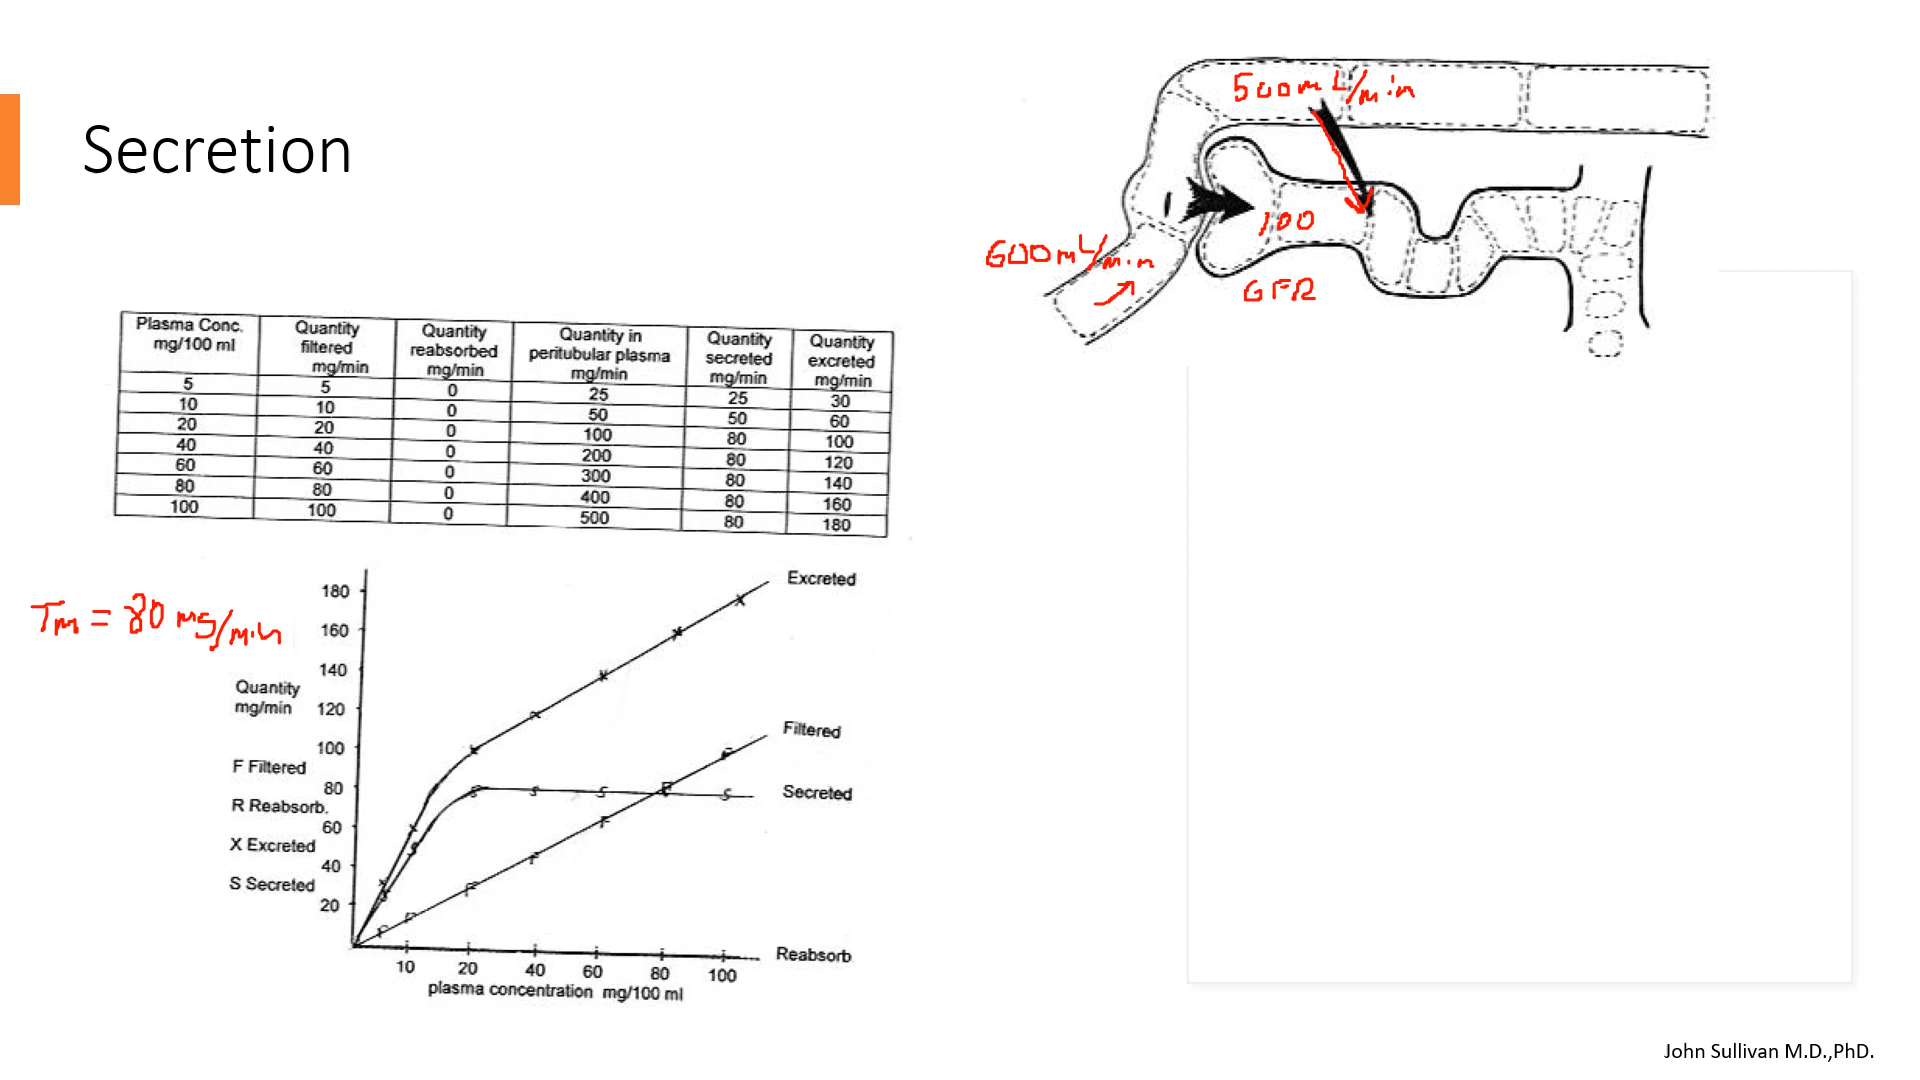 Secretion
500mL/min
100
600mL/min
GFR
Plasma Conc. mg/100 ml | Quantity filtered mg/min | Quantity reabsorbed mg/min | Quantity in peritubular plasma mg/min | Quantity secreted mg/min | Quantity excreted mg/min
5 5 0 25 25 30
10 10 0 50 50 60
20 20 0 100 80 100
40 40 0 200 80 120
60 60 0 300 80 140
80 80 0 400 80 160
100 100 0 500 80 180
Tm = 80 mg/min
Quantity
mg/min
F Filtered
R Reabsorb.
X Excreted
S Secreted
180
160
140
120
100
80
60
40
20
Excreted
Filtered
Secreted
Reabsorb
10 20 40 60 80 100
plasma concentration mg/100 ml
John Sullivan M.D.,PhD.